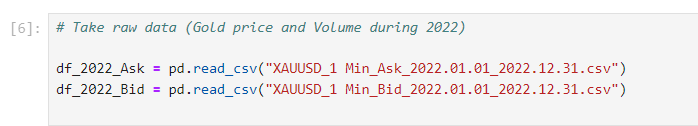 [6]: # Take raw data (Gold price and Volume during 2022)
df_2022_Ask = pd.read_csv("XAUUSD_1 Min_Ask_2022.01.01_2022.12.31.csv")
df_2022_Bid = pd.read_csv("XAUUSD_1 Min_Bid_2022.01.01_2022.12.31.csv")